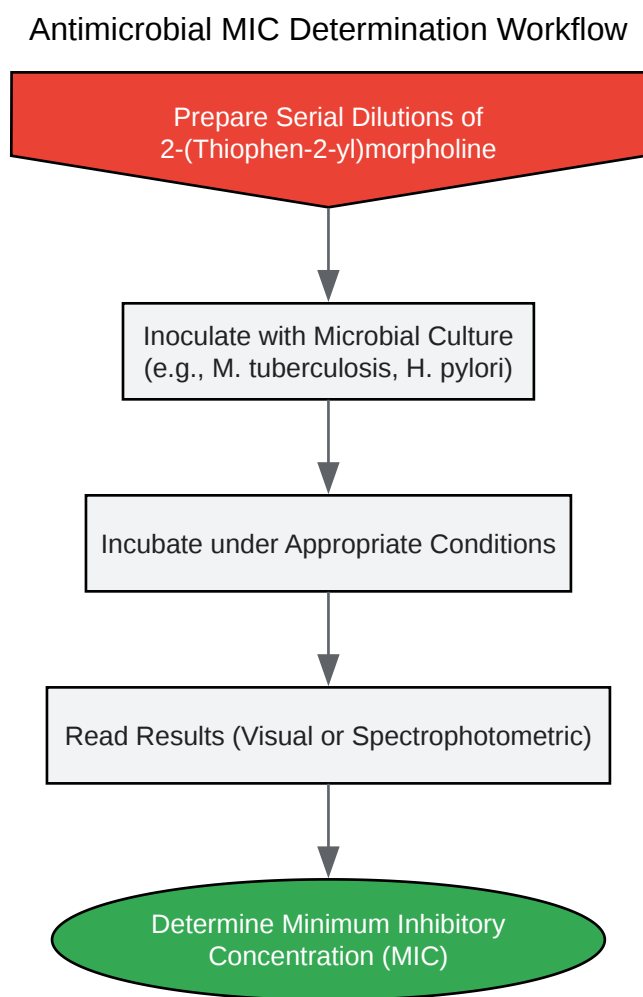 Antimicrobial MIC Determination Workflow
Prepare Serial Dilutions of
2-(Thiophen-2-yl)morpholine
Inoculate with Microbial Culture
(e.g., M. tuberculosis, H. pylori)
Incubate under Appropriate Conditions
Read Results (Visual or Spectrophotometric)
Determine Minimum Inhibitory
Concentration (MIC)